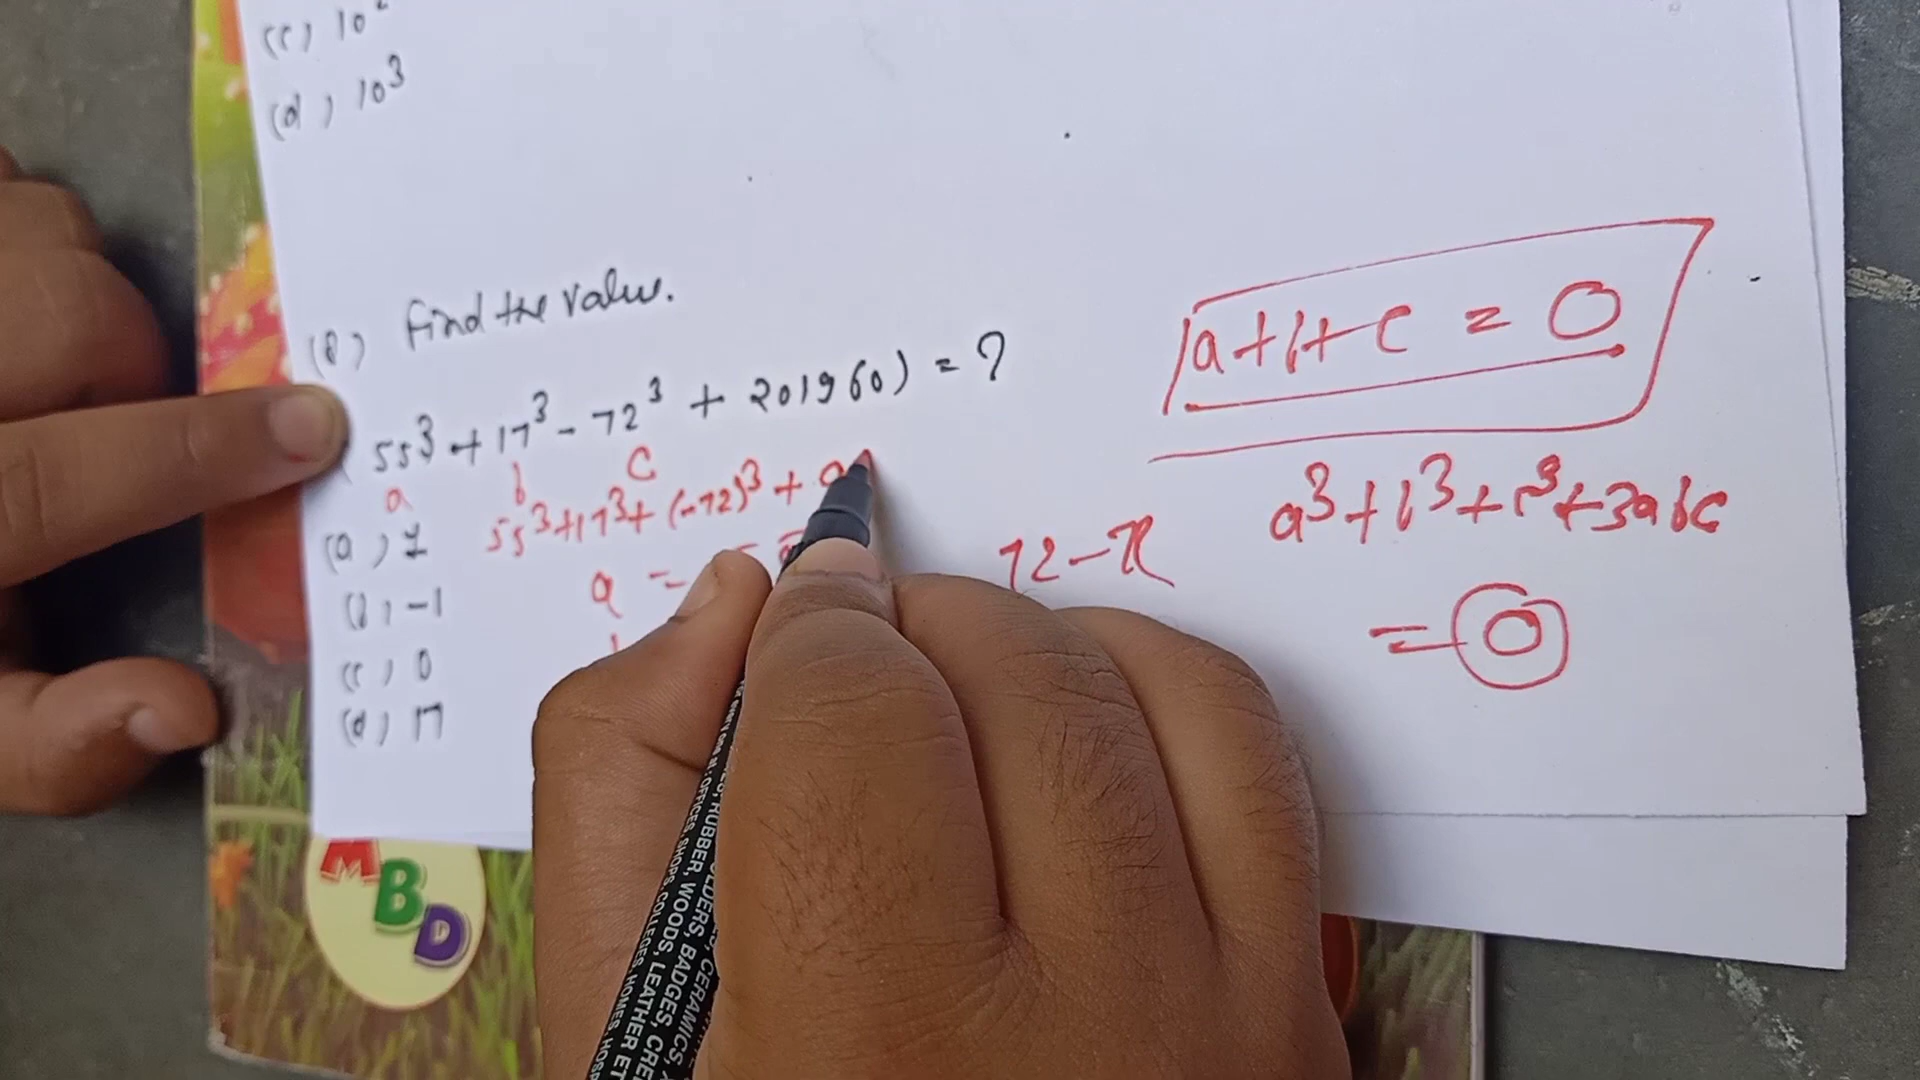 (c) 10²
(d) 10³
(Q) Find the value.
55³ + 17³ - 72³ + 201960) = ?
a b c
55³+17³+(-72)³ +
a =
(a) 1
(b) -1
(c) 0
(d) 17
72-x
a+b+c = 0
a³+b³+c³+3abc
= 0
MBD